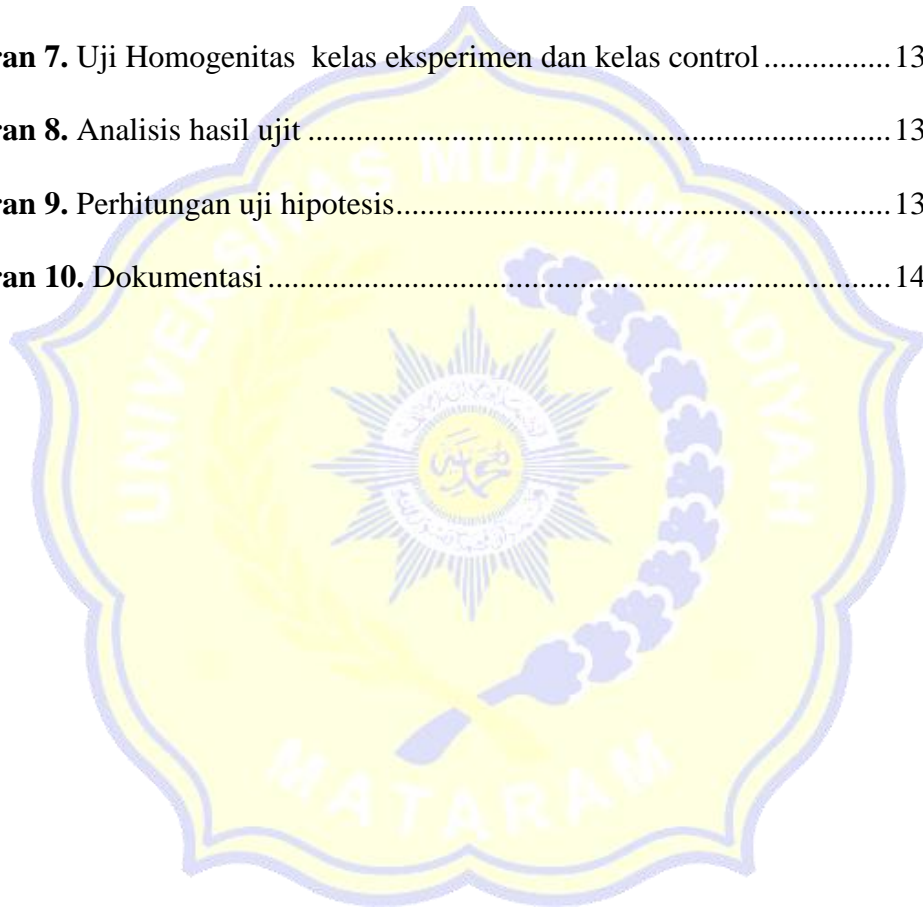 ran 7. Uji Homogenitas  kelas eksperimen dan kelas control ............... 13
ran 8. Analisis hasil ujit ........................................................................ 13
ran 9. Perhitungan uji hipotesis............................................................. 13
ran 10. Dokumentasi ............................................................................. 14
UNIVERSITAS MUHAMMADIYAH
محمد
MATARAM